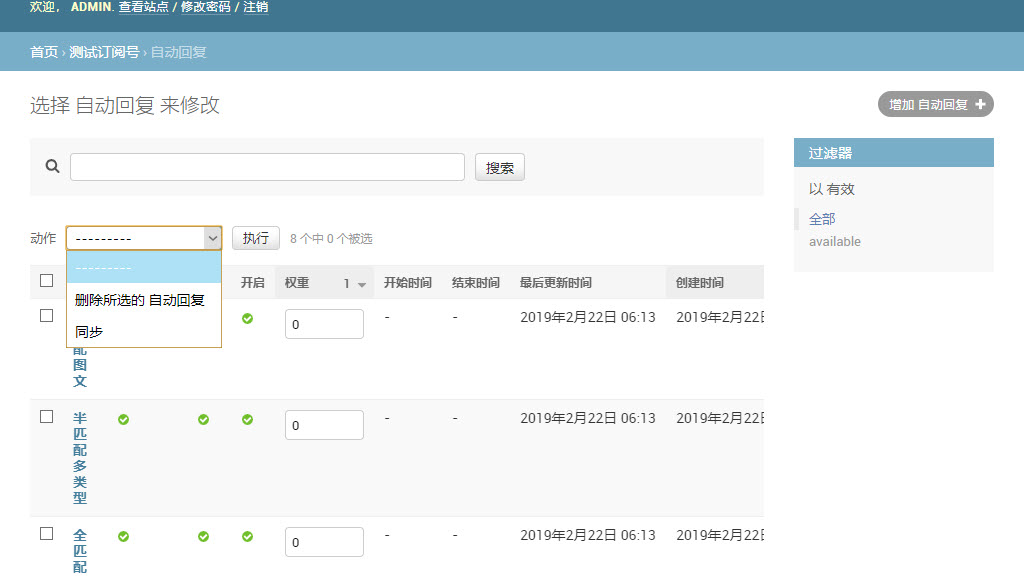 欢迎， ADMIN. 查看站点 / 修改密码 / 注销
首页 › 测试订阅号 › 自动回复
选择 自动回复 来修改
增加 自动回复
搜索
过滤器
以 有效
全部
available
动作 --------- 执行 8 个中 0 个被选
---------
删除所选的 自动回复
同步
开启 权重 1 开始时间 结束时间 最后更新时间 创建时间
0 - - 2019年2月22日 06:13 2019年2月22日
配
图
文
半
匹
配
多
类
型
0 - - 2019年2月22日 06:13 2019年2月22日
全
匹
配
0 - - 2019年2月22日 06:13 2019年2月22日